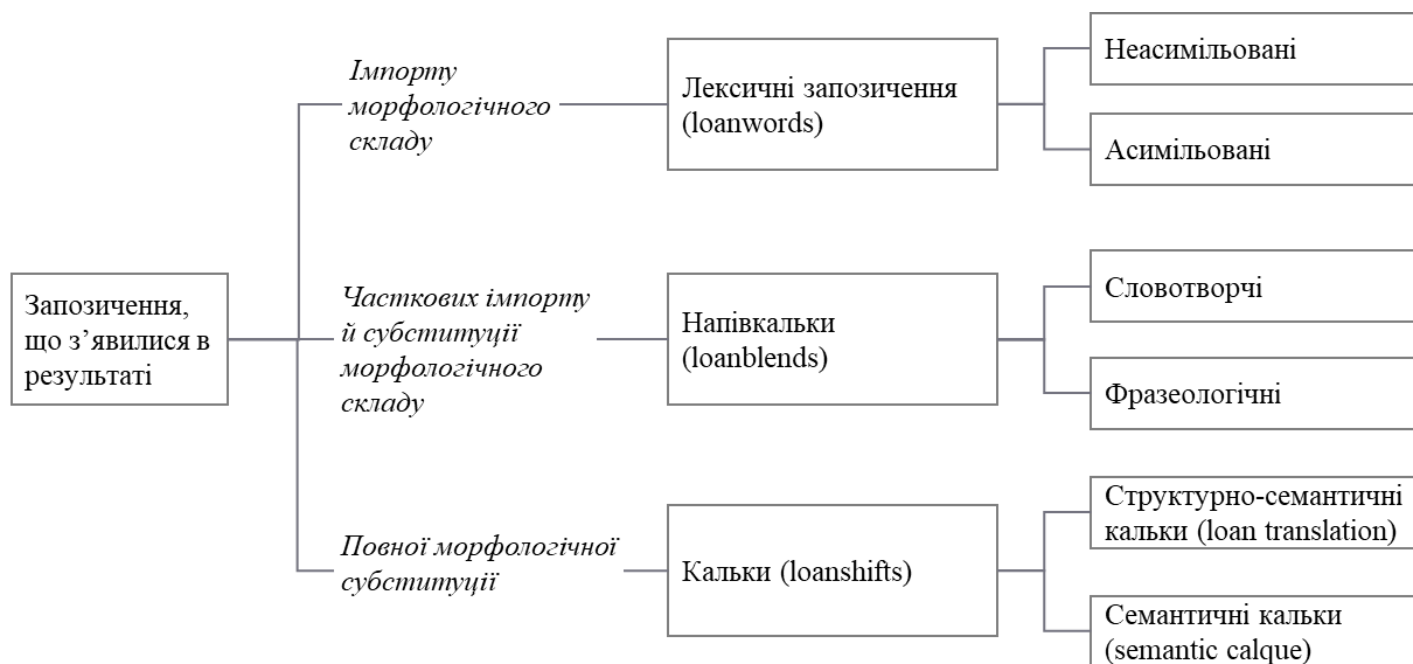 Запозичення,
що з’явилися в
результаті
Імпорту
морфологічного
складу
Лексичні запозичення
(loanwords)
Неасимільовані
Асимільовані
Часткових імпорту
й субституції
морфологічного
складу
Напівкальки
(loanblends)
Словотворчі
Фразеологічні
Повної морфологічної
субституції
Кальки (loanshifts)
Структурно-семантичні
кальки (loan translation)
Семантичні кальки
(semantic calque)